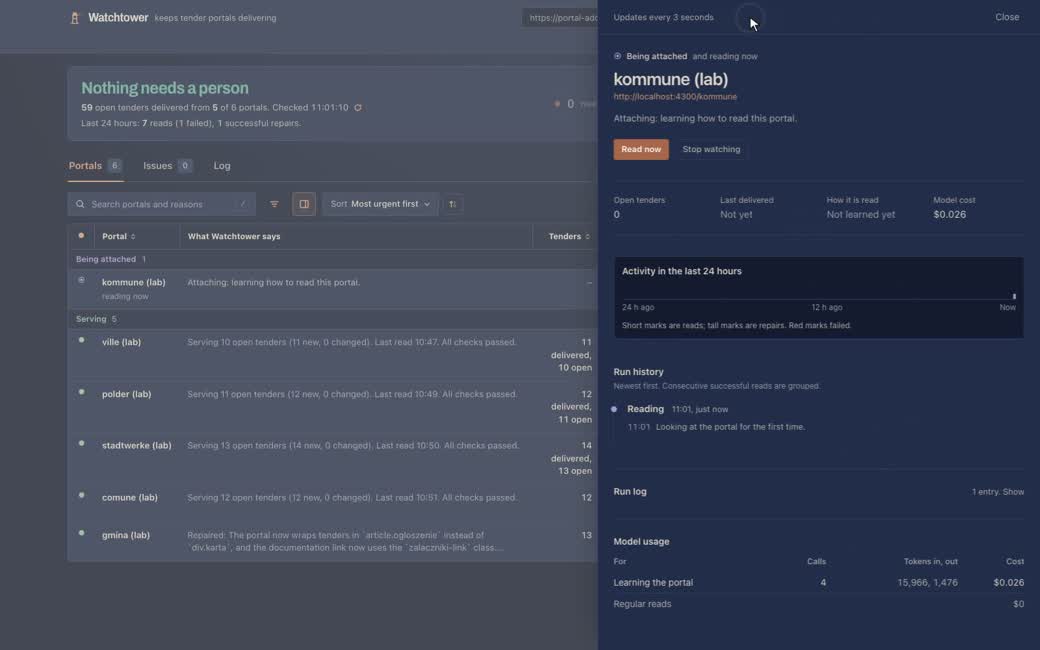 Watchtower keeps tender portals delivering
https://portal-add
Nothing needs a person
59 open tenders delivered from 5 of 6 portals. Checked 11:01:10
Last 24 hours: 7 reads (1 failed), 1 successful repairs.
0
Portals 6 Issues 0 Log
Search portals and reasons /
Sort Most urgent first
Portal What Watchtower says Tenders
Being attached 1
kommune (lab) Attaching: learning how to read this portal. –
reading now
Serving 5
ville (lab) Serving 10 open tenders (11 new, 0 changed). Last read 10:47. All checks passed. 11
delivered,
10 open
polder (lab) Serving 11 open tenders (12 new, 0 changed). Last read 10:49. All checks passed. 12
delivered,
11 open
stadtwerke (lab) Serving 13 open tenders (14 new, 0 changed). Last read 10:50. All checks passed. 14
delivered,
13 open
comune (lab) Serving 12 open tenders (12 new, 0 changed). Last read 10:51. All checks passed. 12
gmina (lab) Repaired: The portal now wraps tenders in `article.ogloszenie` instead of 13
`div.karta`, and the documentation link now uses the `zalaczniki-link` class....
Updates every 3 seconds Close
Being attached and reading now
kommune (lab)
http://localhost:4300/kommune
Attaching: learning how to read this portal.
Read now Stop watching
Open tenders Last delivered How it is read Model cost
0 Not yet Not learned yet $0.026
Activity in the last 24 hours
24 h ago 12 h ago Now
Short marks are reads; tall marks are repairs. Red marks failed.
Run history
Newest first. Consecutive successful reads are grouped.
Reading 11:01, just now
11:01 Looking at the portal for the first time.
Run log 1 entry. Show
Model usage
For Calls Tokens in, out Cost
Learning the portal 4 15,966, 1,476 $0.026
Regular reads $0